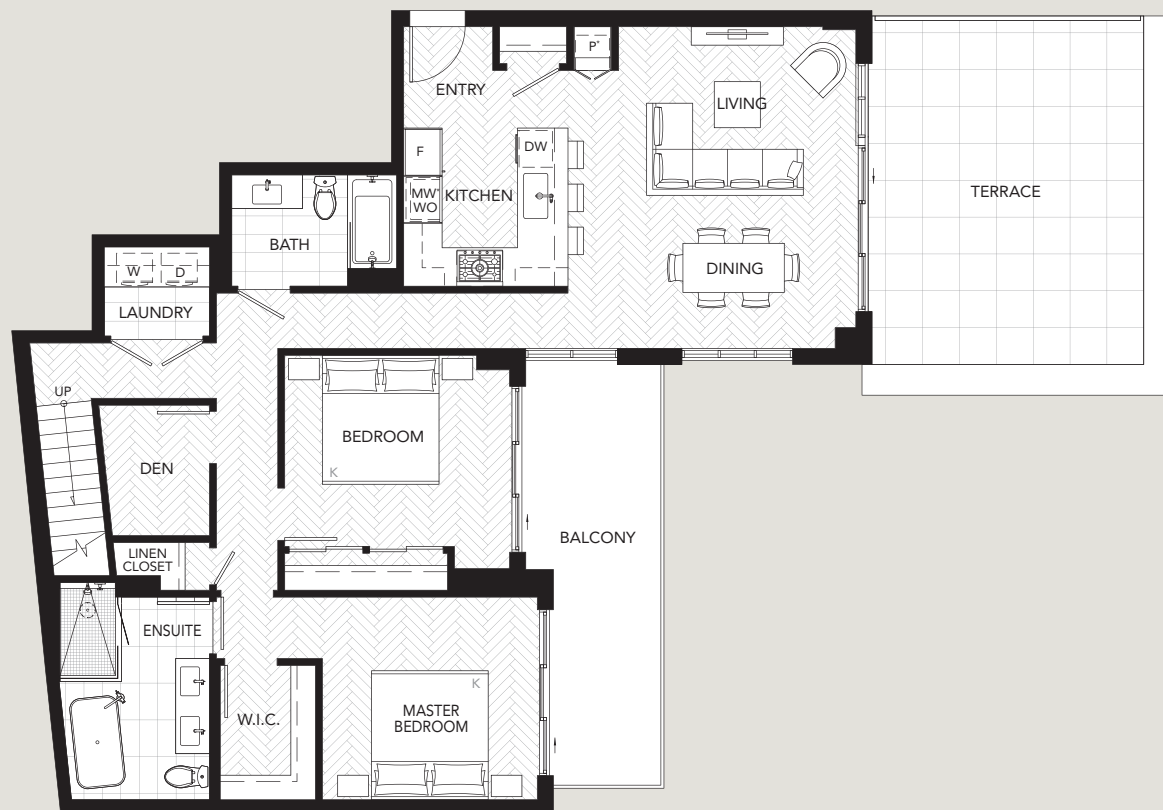 P*
ENTRY
LIVING
F
DW
MW*
WO
KITCHEN
TERRACE
BATH
W
D
DINING
LAUNDRY
UP
BEDROOM
K
DEN
BALCONY
LINEN
CLOSET
ENSUITE
K
W.I.C.
MASTER
BEDROOM